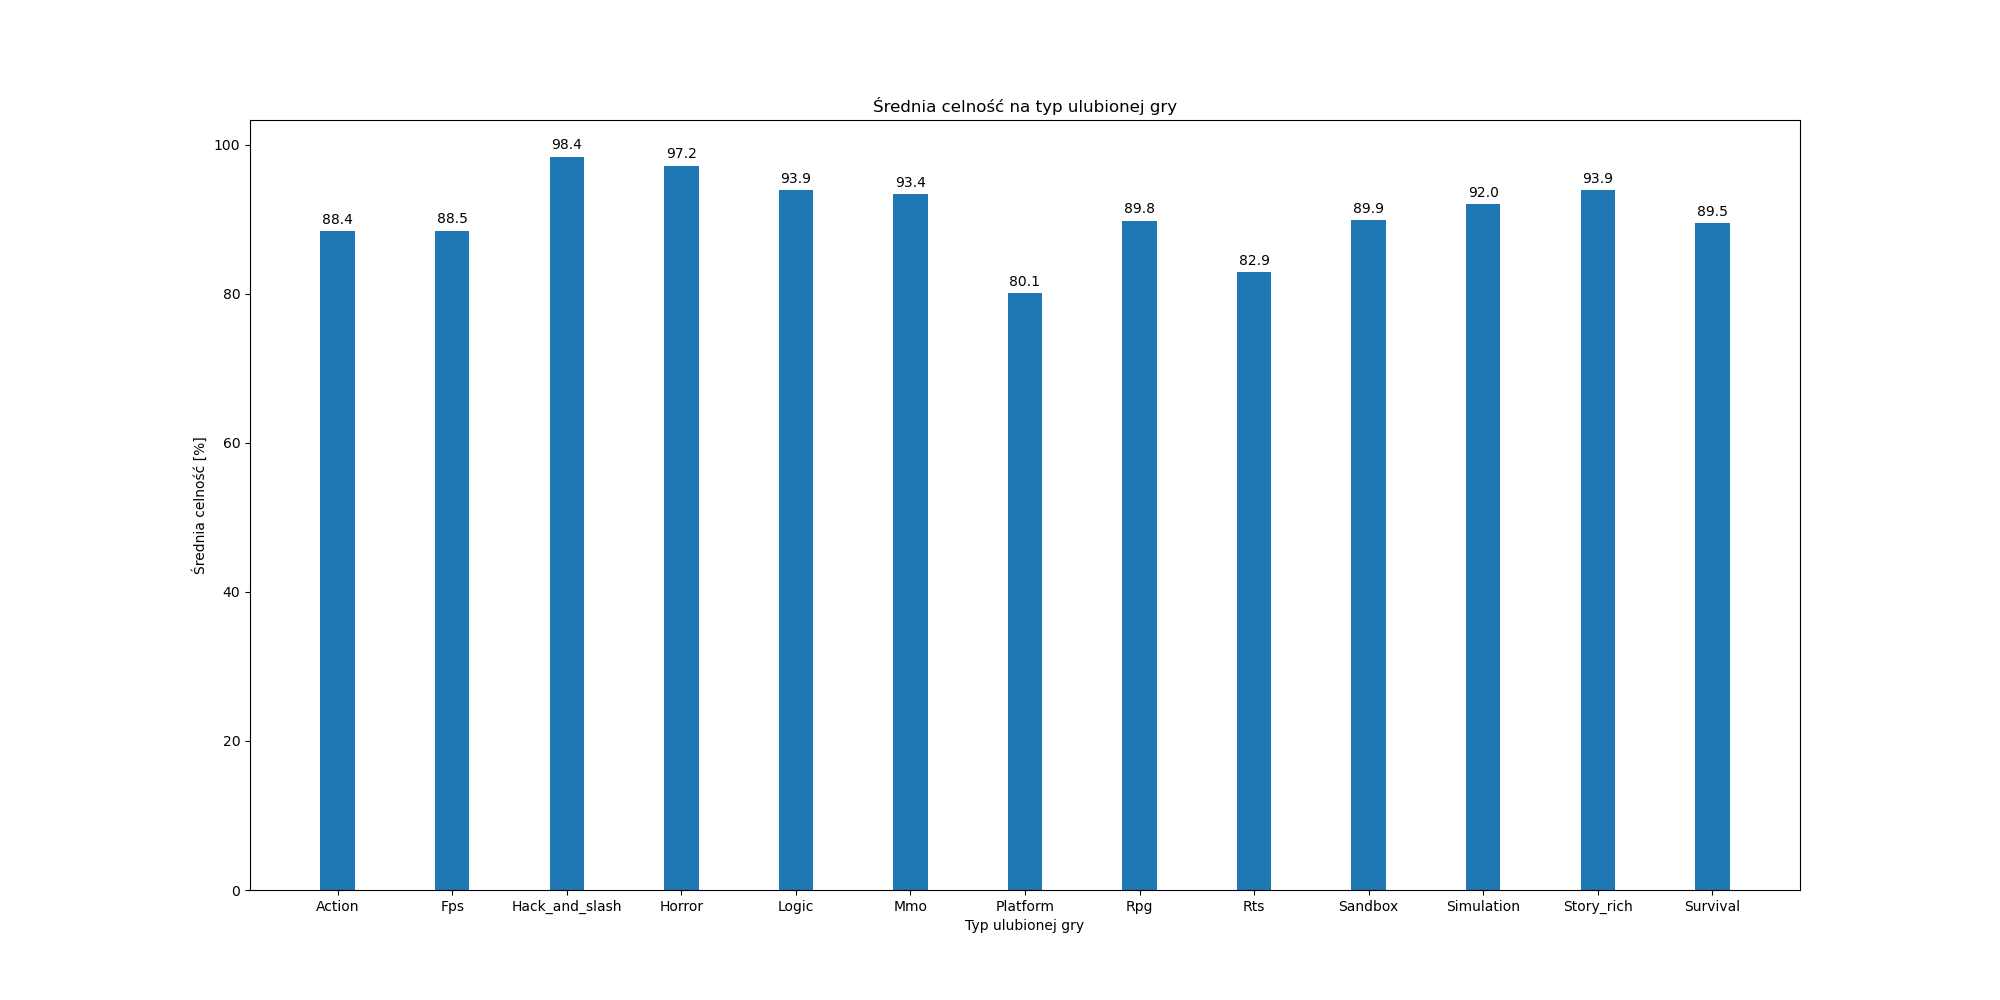 Średnia celność na typ ulubionej gry
Średnia celność [%]
100
80
60
40
20
0
88.4
88.5
98.4
97.2
93.9
93.4
80.1
89.8
82.9
89.9
92.0
93.9
89.5
Action
Fps
Hack_and_slash
Horror
Logic
Mmo
Platform
Rpg
Rts
Sandbox
Simulation
Story_rich
Survival
Typ ulubionej gry